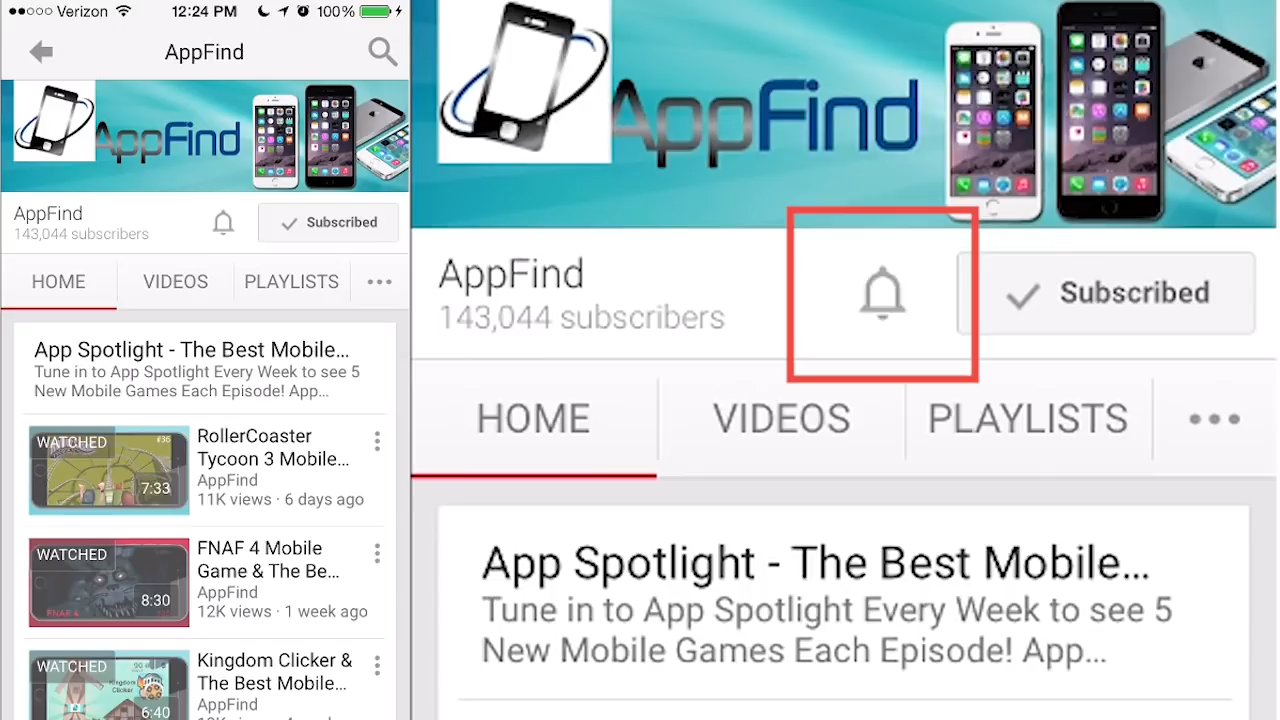 Verizon 12:24 PM 100%
AppFind
AppFind
AppFind
143,044 subscribers
Subscribed
HOME VIDEOS PLAYLISTS
App Spotlight - The Best Mobile...
Tune in to App Spotlight Every Week to see 5
New Mobile Games Each Episode! App...
WATCHED
#36
7:33
RollerCoaster
Tycoon 3 Mobile...
AppFind
11K views · 6 days ago
WATCHED
FNAF 4
8:30
FNAF 4 Mobile
Game & The Be...
AppFind
12K views · 1 week ago
WATCHED
Kingdom
Clicker
6:40
Kingdom Clicker &
The Best Mobile...
AppFind
AppFind
AppFind
143,044 subscribers
Subscribed
HOME VIDEOS PLAYLISTS
App Spotlight - The Best Mobile...
Tune in to App Spotlight Every Week to see 5
New Mobile Games Each Episode! App...